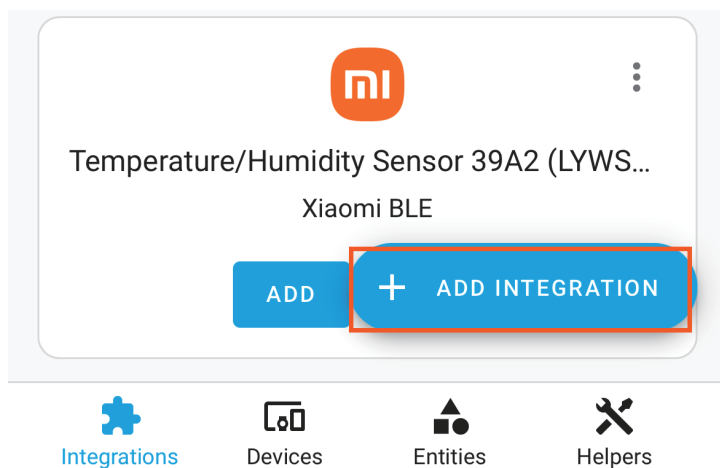 mi
Temperature/Humidity Sensor 39A2 (LYWS...
Xiaomi BLE
ADD
+ ADD INTEGRATION
Integrations
Devices
Entities
Helpers